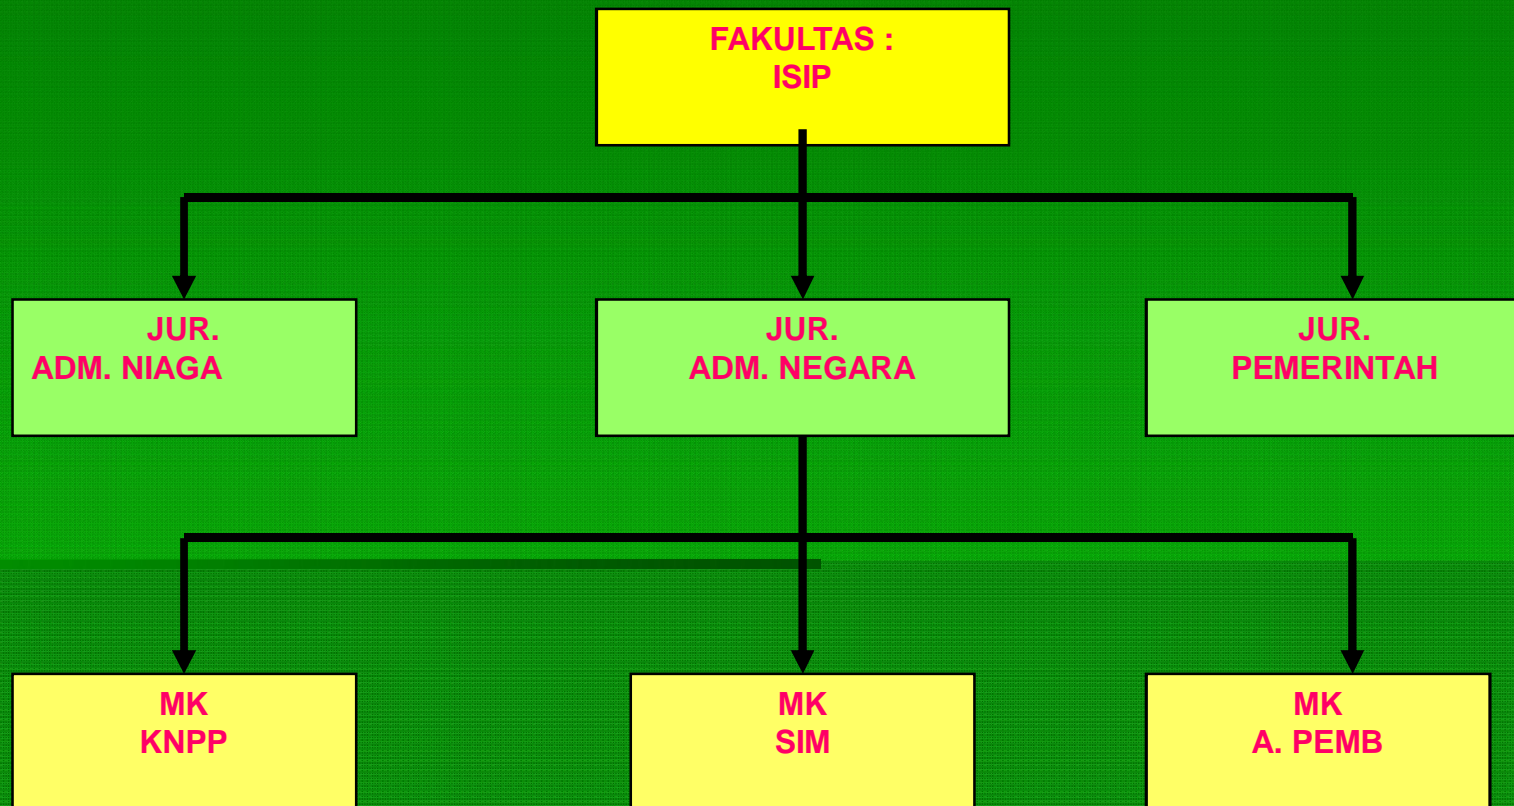 FAKULTAS :
ISIP
JUR.
ADM. NIAGA
JUR.
ADM. NEGARA
JUR.
PEMERINTAH
MK
KNPP
MK
SIM
MK
A. PEMB